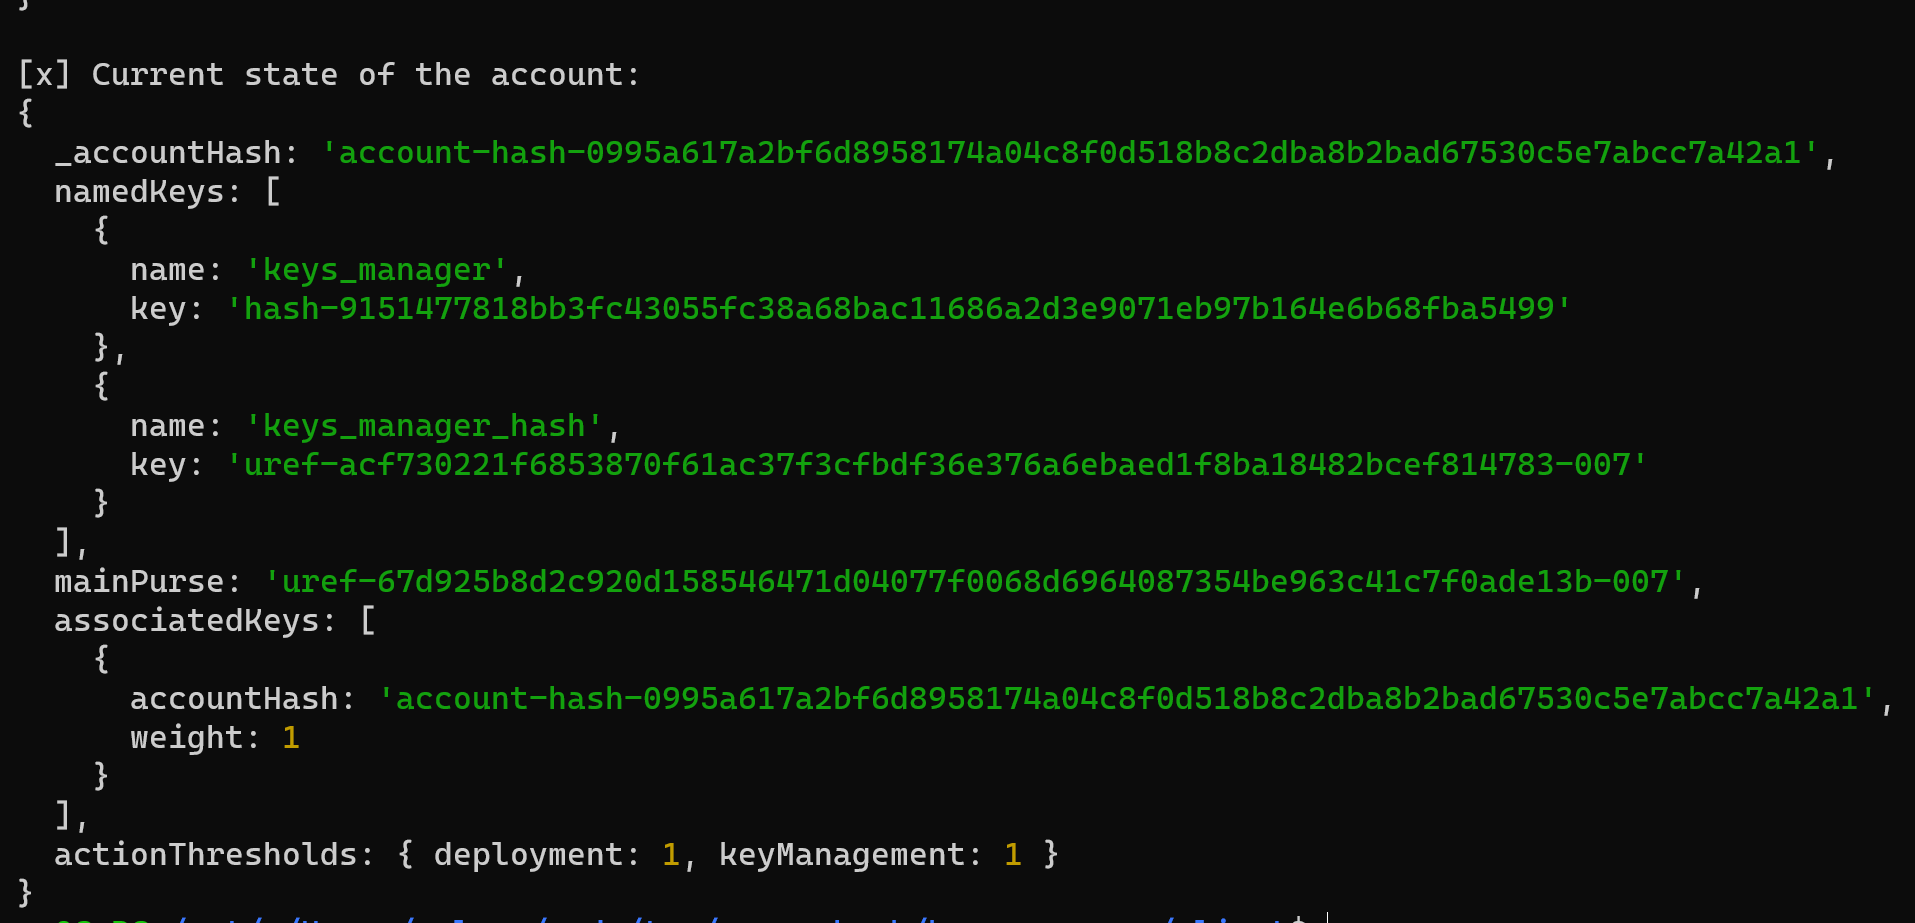 }
[x] Current state of the account:
{
  _accountHash: 'account-hash-0995a617a2bf6d8958174a04c8f0d518b8c2dba8b2bad67530c5e7abcc7a42a1',
  namedKeys: [
    {
      name: 'keys_manager',
      key: 'hash-9151477818bb3fc43055fc38a68bac11686a2d3e9071eb97b164e6b68fba5499'
    },
    {
      name: 'keys_manager_hash',
      key: 'uref-acf730221f6853870f61ac37f3cfbdf36e376a6ebaed1f8ba18482bcef814783-007'
    }
  ],
  mainPurse: 'uref-67d925b8d2c920d158546471d04077f0068d6964087354be963c41c7f0ade13b-007',
  associatedKeys: [
    {
      accountHash: 'account-hash-0995a617a2bf6d8958174a04c8f0d518b8c2dba8b2bad67530c5e7abcc7a42a1',
      weight: 1
    }
  ],
  actionThresholds: { deployment: 1, keyManagement: 1 }
}